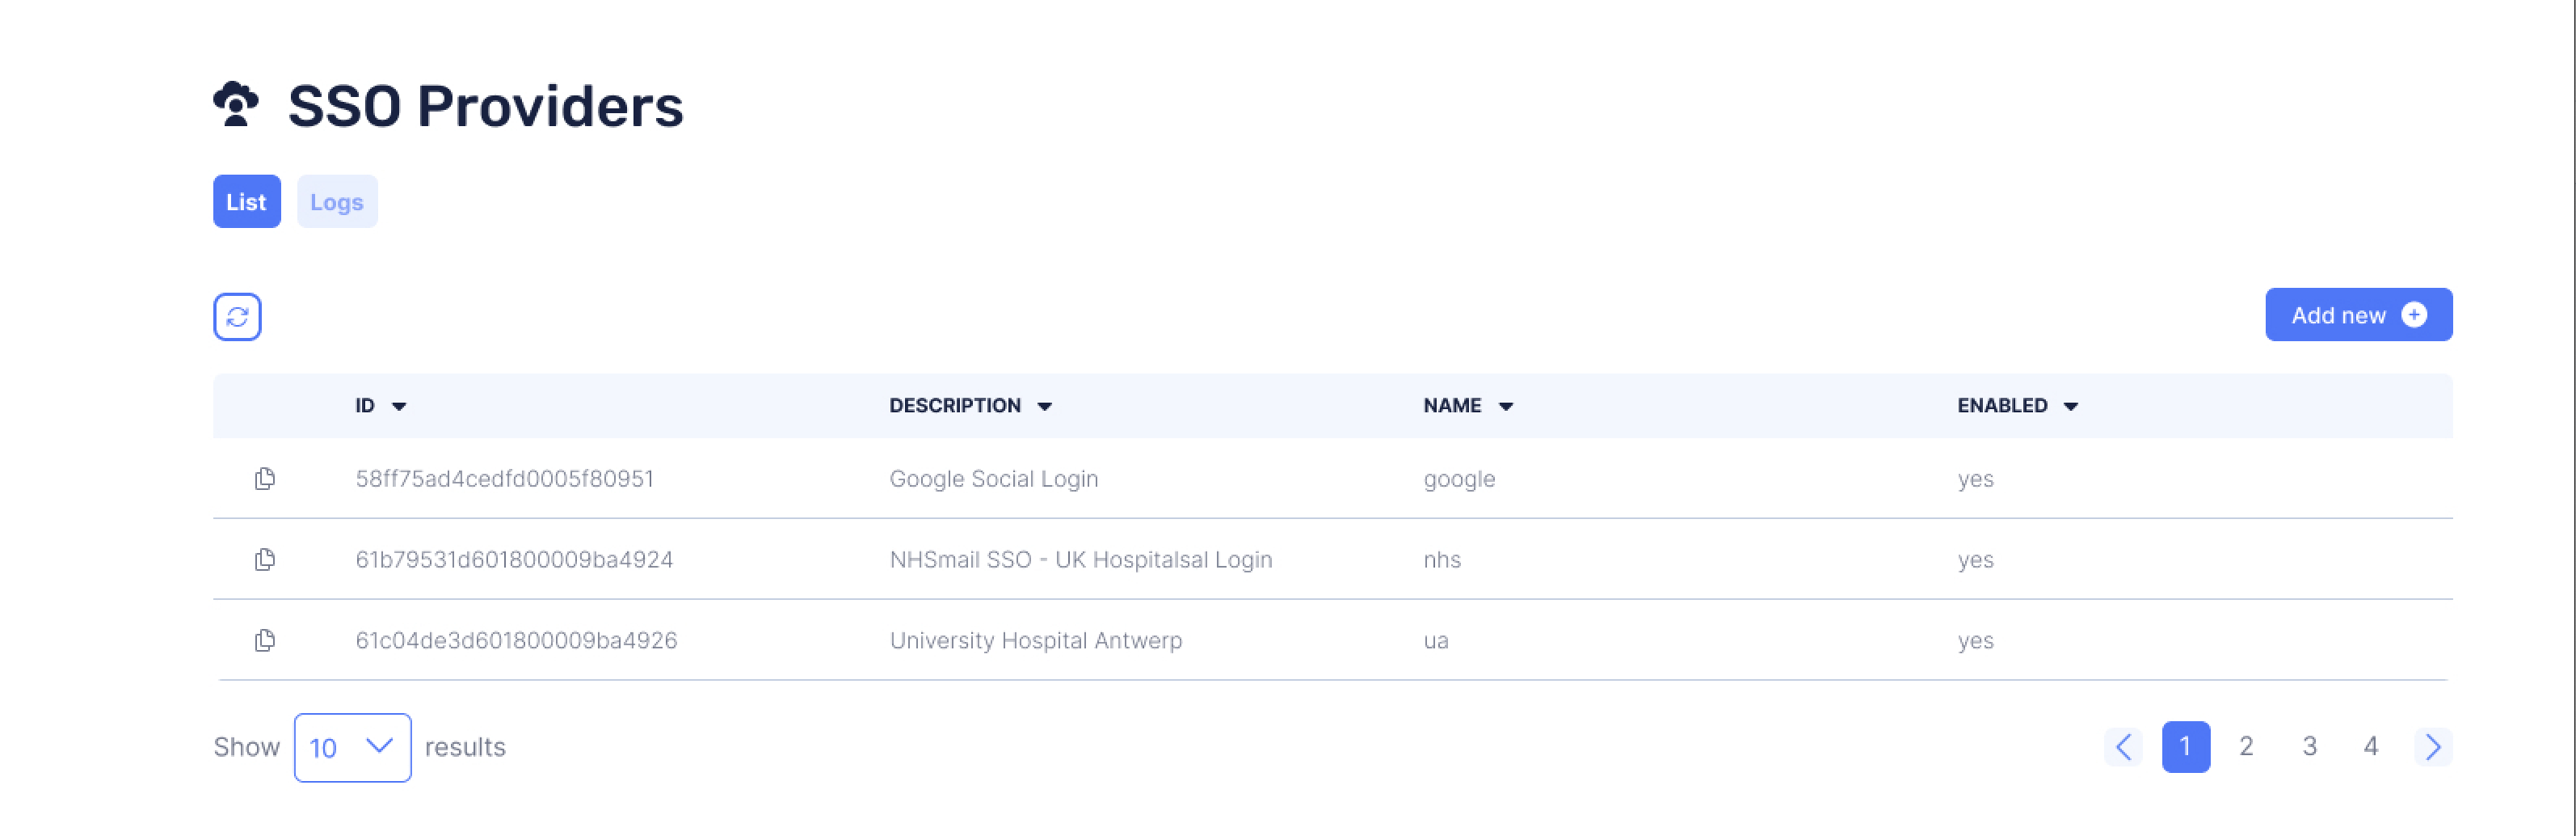 SSO Providers
List Logs
Add new
ID DESCRIPTION NAME ENABLED
58ff75ad4cedfd0005f80951 Google Social Login google yes
61b79531d601800009ba4924 NHSmail SSO - UK Hospitalsal Login nhs yes
61c04de3d601800009ba4926 University Hospital Antwerp ua yes
Show 10 results 1 2 3 4